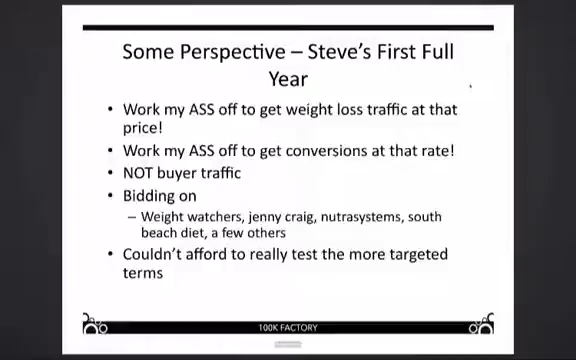 Some Perspective – Steve's First Full
Year
• Work my ASS off to get weight loss traffic at that
price!
• Work my ASS off to get conversions at that rate!
• NOT buyer traffic
• Bidding on
– Weight watchers, jenny craig, nutrasystems, south
beach diet, a few others
• Couldn't afford to really test the more targeted
terms
100K FACTORY